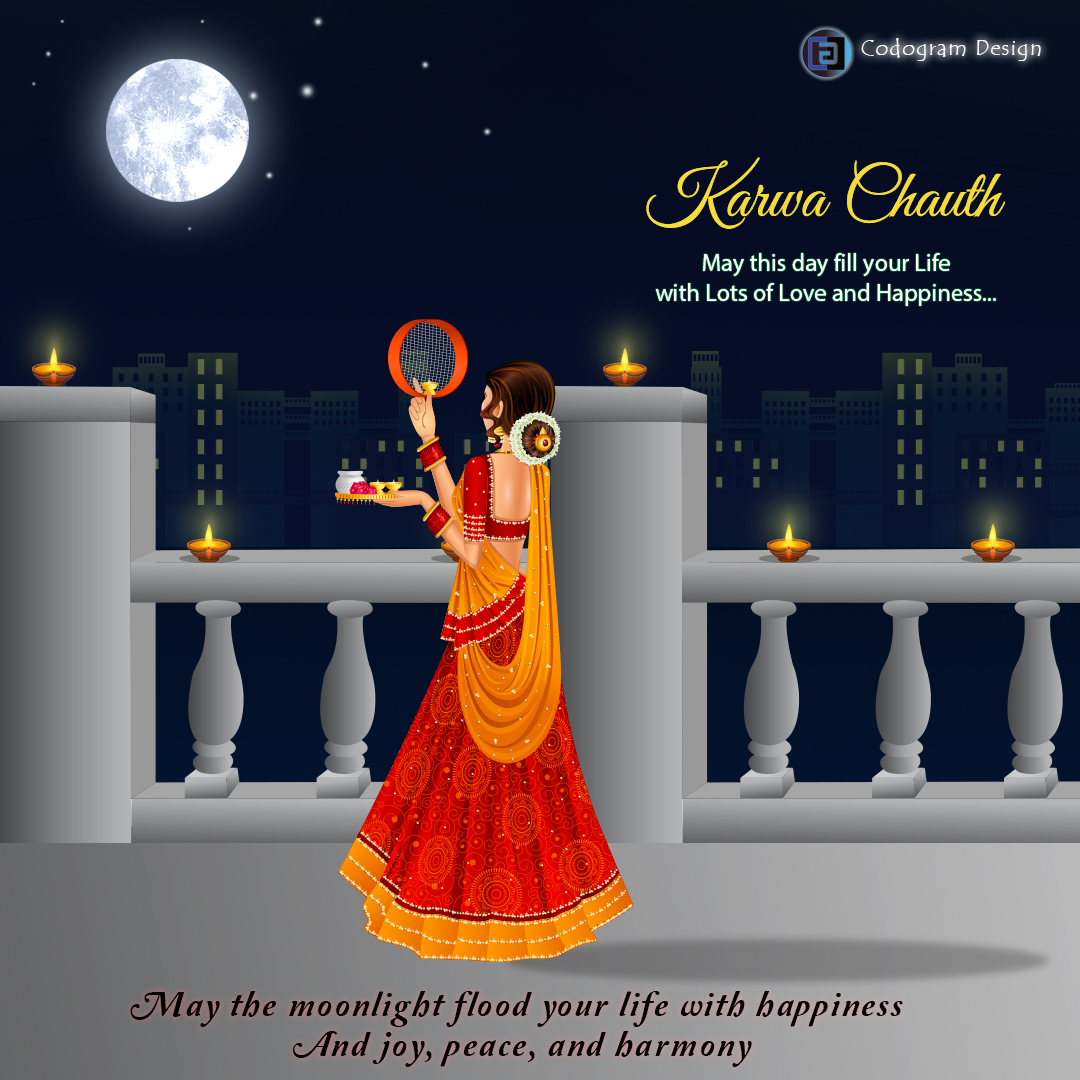 Codogram Design
Karwa Chauth
May this day fill your Life
with Lots of Love and Happiness...
May the moonlight flood your life with happiness
And joy, peace, and harmony